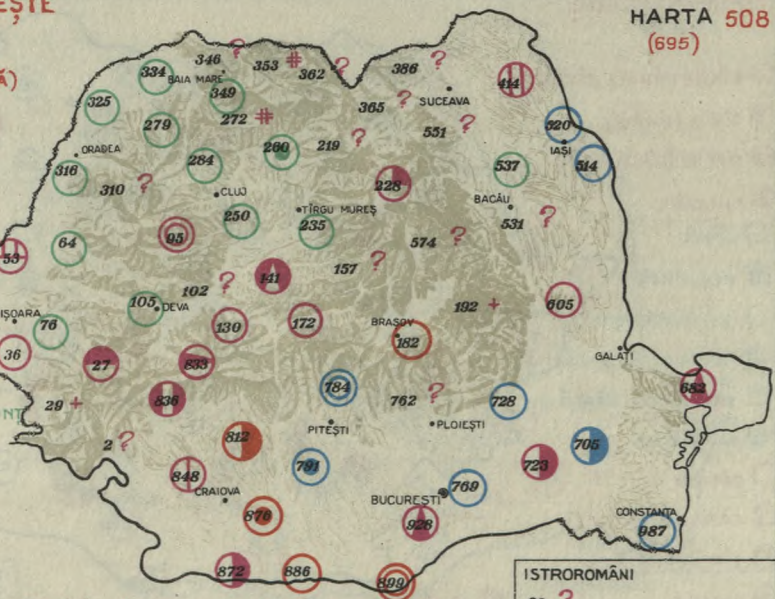 EȘTE
HARTA 508
(695)
Ă)
346
353
362
386
334
BAIA MARE
349
414
325
365
SUCEAVA
279
272
551
520
ORADEA
260
219
IAȘI
316
284
537
514
310
228
CLUJ
TÎRGU MUREȘ
BACĂU
250
235
531
95
574
64
53
141
157
102
105
DEVA
192
605
IȘOARA
76
130
172
BRAȘOV
182
36
GALAȚI
27
833
682
784
29
836
762
728
NT
PITEȘTI
PLOIEȘTI
2
812
705
791
723
848
CRAIOVA
769
BUCUREȘTI
876
928
CONSTANȚA
987
872
886
899
ISTROROMÂNI